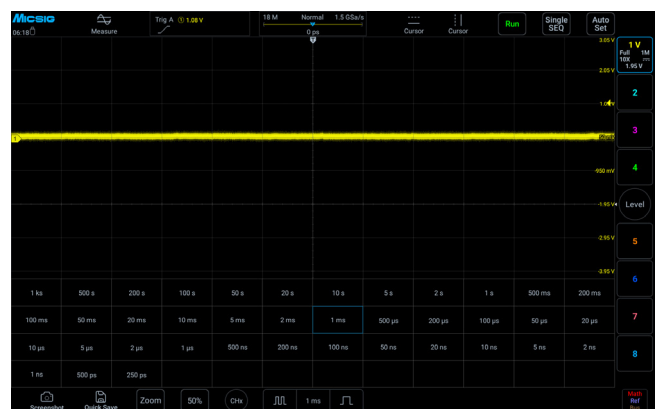 Micsig
06:18
Measure
Trig A ① 1.08 V
18 M Normal 1.5 GSa/s
0 ps
Cursor
Cursor
Run
Single
SEQ
Auto
Set
3.05 V
2.05 V
-950 mV
-1.95 V
-2.95 V
-3.95 V
1 V
Full 1M
10X
1.95 V
2
3
4
Level
5
6
7
8
1 ks 500 s 200 s 100 s 50 s 20 s 10 s 5 s 2 s 1 s 500 ms 200 ms
100 ms 50 ms 20 ms 10 ms 5 ms 2 ms 1 ms 500 μs 200 μs 100 μs 50 μs 20 μs
10 μs 5 μs 2 μs 1 μs 500 ns 200 ns 100 ns 50 ns 20 ns 10 ns 5 ns 2 ns
1 ns 500 ps 250 ps
Screenshot
Quick Save
Zoom
50%
CHx
1 ms
Math
Ref
Bus